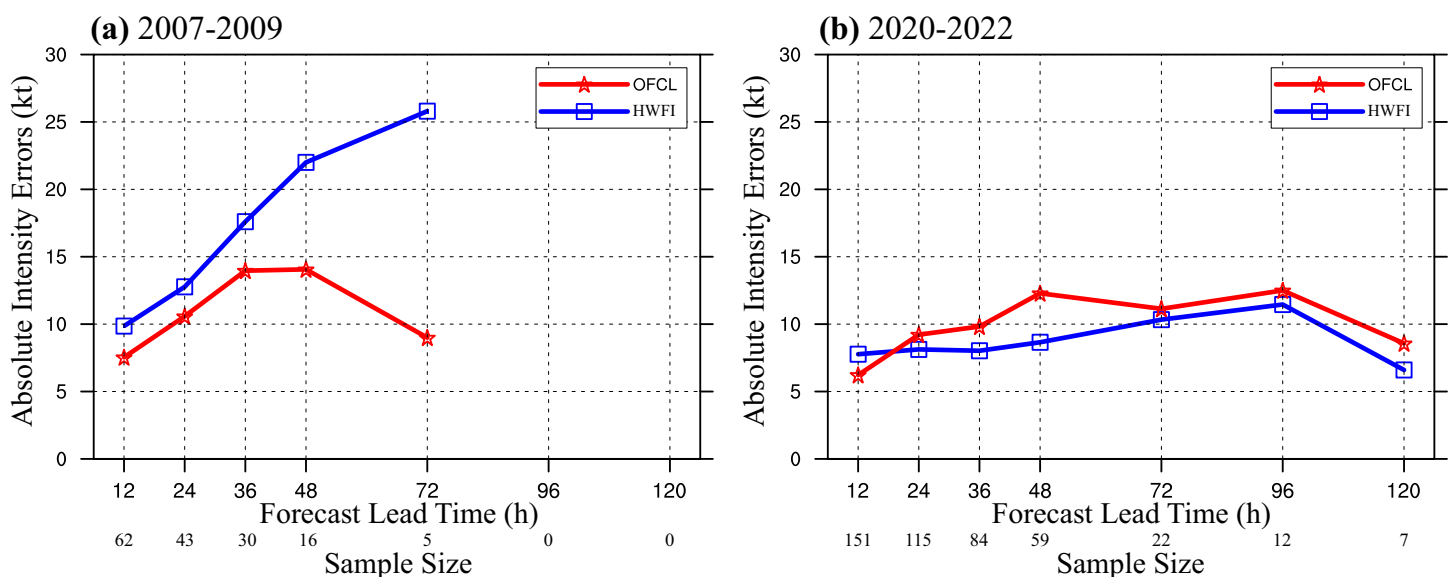 (a) 2007-2009
Absolute Intensity Errors (kt)
30
25
20
15
10
5
0
OFCL
HWFI
12 24 36 48 72 96 120
Forecast Lead Time (h)
62 43 30 16 5 0 0
Sample Size
(b) 2020-2022
Absolute Intensity Errors (kt)
30
25
20
15
10
5
0
OFCL
HWFI
12 24 36 48 72 96 120
Forecast Lead Time (h)
151 115 84 59 22 12 7
Sample Size